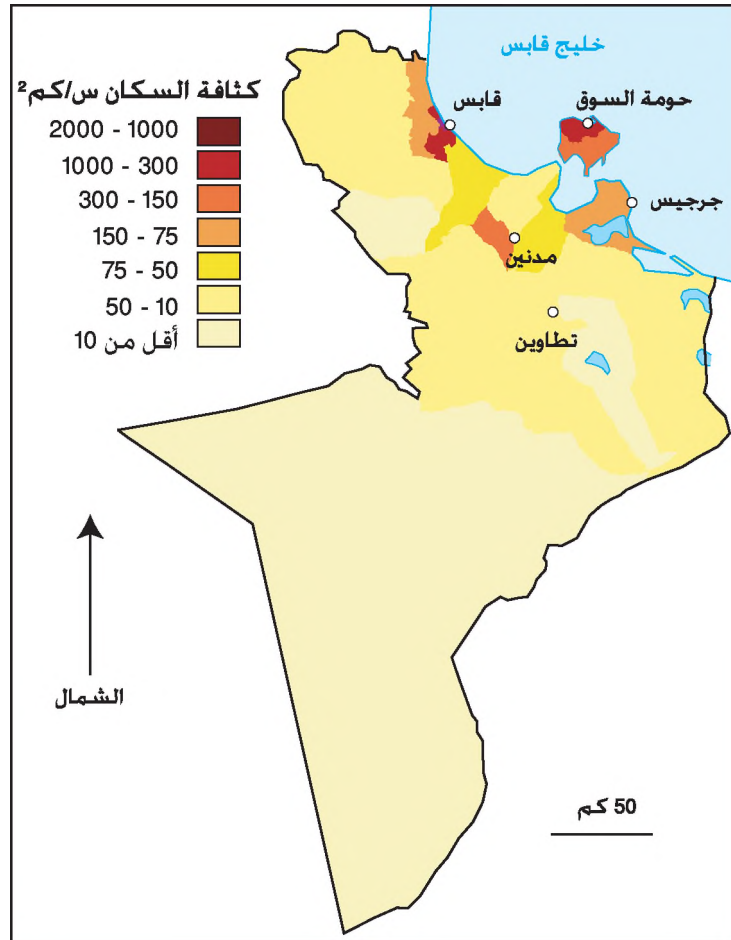 خليج قابس
كثافة السكان س/كم²
2000 - 1000
1000 - 300
300 - 150
150 - 75
75 - 50
50 - 10
أقل من 10
قابس
حومة السوق
جرجيس
مدنين
تطاوين
الشمال
50 كم